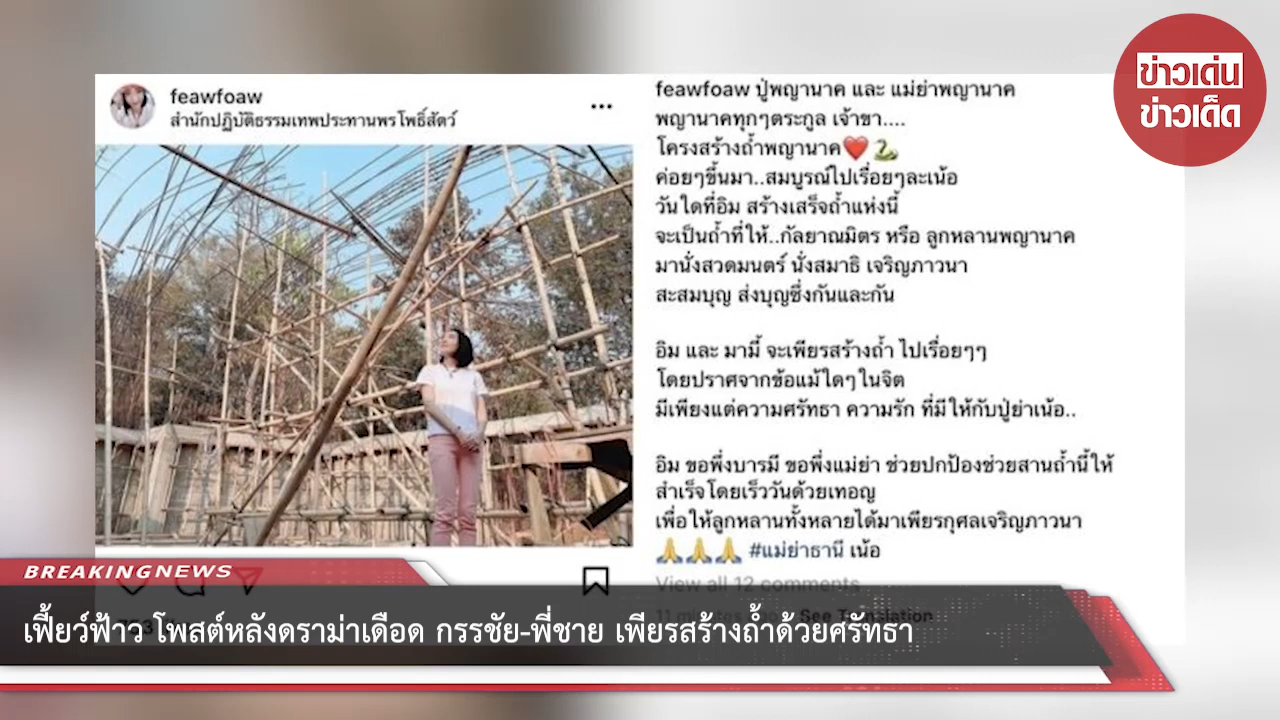 ข่าวเด่น
ข่าวเด็ด
feawfoaw
สำนักปฏิบัติธรรมเทพประทานพรโพธิ์สัตว์
feawfoaw ปู่พญานาค และ แม่ย่าพญานาค
พญานาคทุกๆตระกูล เจ้าขา....
โครงสร้างถ้ำพญานาค❤️ 🐍
ค่อยๆขึ้นมา..สมบูรณ์ไปเรื่อยๆละเน้อ
วันใดที่อิม สร้างเสร็จถ้ำแห่งนี้
จะเป็นถ้ำที่ให้..กัลยาณมิตร หรือ ลูกหลานพญานาค
มานั่งสวดมนตร์ นั่งสมาธิ เจริญภาวนา
สะสมบุญ ส่งบุญซึ่งกันและกัน
อิม และ มามี้ จะเพียรสร้างถ้ำ ไปเรื่อยๆๆ
โดยปราศจากข้อแม้ใดๆในจิต
มีเพียงแต่ความศรัทธา ความรัก ที่มีให้กับปู่ย่าเน้อ..
อิม ขอพึ่งบารมี ขอพึ่งแม่ย่า ช่วยปกป้องช่วยสานถ้ำนี้ให้
สำเร็จโดยเร็ววันด้วยเทอญ
เพื่อให้ลูกหลานทั้งหลายได้มาเพียรกุศลเจริญภาวนา
🙏🙏🙏 #แม่ย่าธานี เน้อ
View all 12 comments
11 minutes ago See Translation
BREAKING NEWS
เฟี้ยว์ฟ้าว โพสต์หลังดราม่าเดือด กรรชัย-พี่ชาย เพียรสร้างถ้ำด้วยศรัทธา